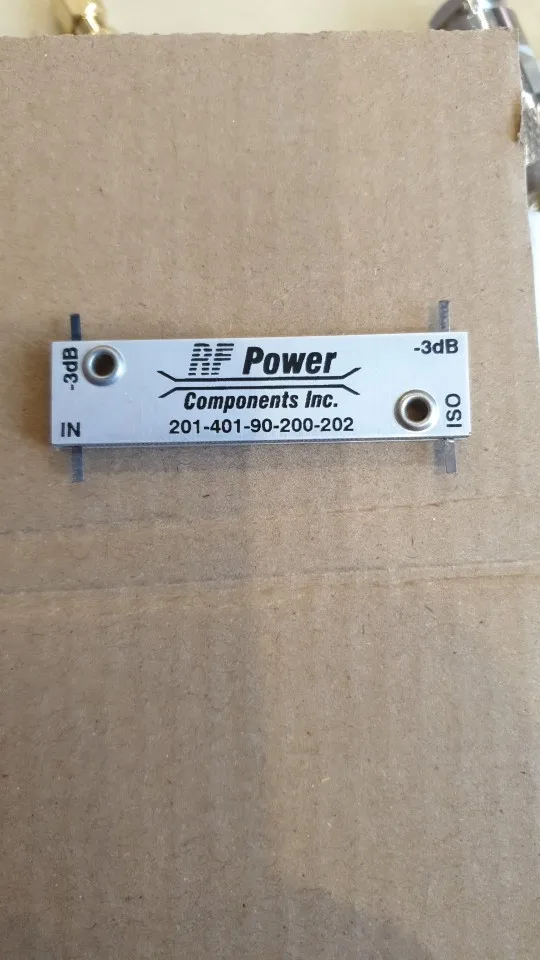 -3dB
IN
RF Power
Components Inc.
201-401-90-200-202
-3dB
ISO